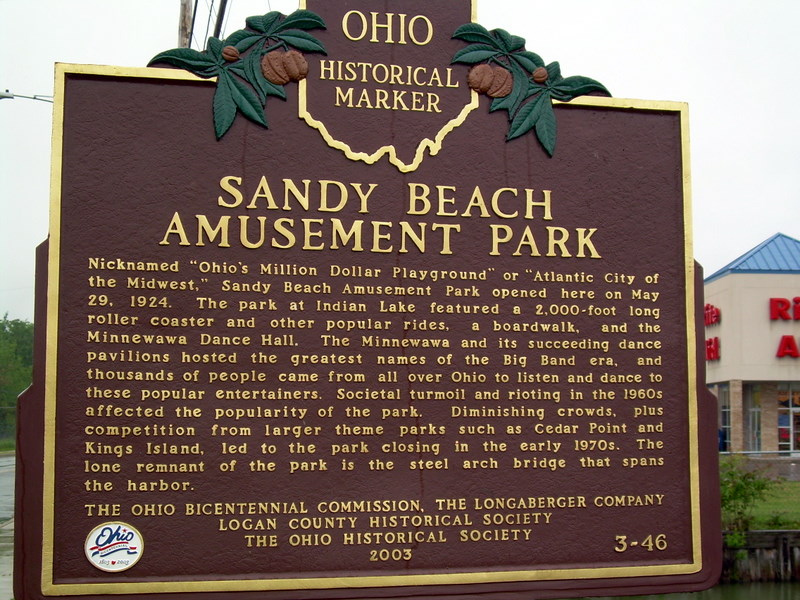 OHIO
HISTORICAL
MARKER
SANDY BEACH
AMUSEMENT PARK
Nicknamed "Ohio's Million Dollar Playground" or "Atlantic City of
the Midwest," Sandy Beach Amusement Park opened here on May
29, 1924. The park at Indian Lake featured a 2,000-foot long
roller coaster and other popular rides, a boardwalk, and the
Minnewawa Dance Hall. The Minnewawa and its succeeding dance
pavilions hosted the greatest names of the Big Band era, and
thousands of people came from all over Ohio to listen and dance to
these popular entertainers. Societal turmoil and rioting in the 1960s
affected the popularity of the park. Diminishing crowds, plus
competition from larger theme parks such as Cedar Point and
Kings Island, led to the park closing in the early 1970s. The
lone remnant of the park is the steel arch bridge that spans
the harbor.
THE OHIO BICENTENNIAL COMMISSION, THE LONGABERGER COMPANY
LOGAN COUNTY HISTORICAL SOCIETY
THE OHIO HISTORICAL SOCIETY
2003
3-46
Ohio